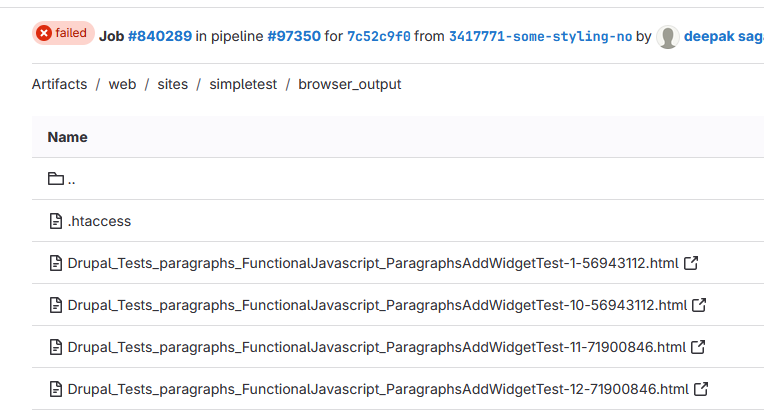 failed Job #840289 in pipeline #97350 for 7c52c9f0 from 3417771-some-styling-no by deepak
Artifacts / web / sites / simpletest / browser_output
Name
..
.htaccess
Drupal_Tests_paragraphs_FunctionalJavascript_ParagraphsAddWidgetTest-1-56943112.html
Drupal_Tests_paragraphs_FunctionalJavascript_ParagraphsAddWidgetTest-10-56943112.html
Drupal_Tests_paragraphs_FunctionalJavascript_ParagraphsAddWidgetTest-11-71900846.html
Drupal_Tests_paragraphs_FunctionalJavascript_ParagraphsAddWidgetTest-12-71900846.html